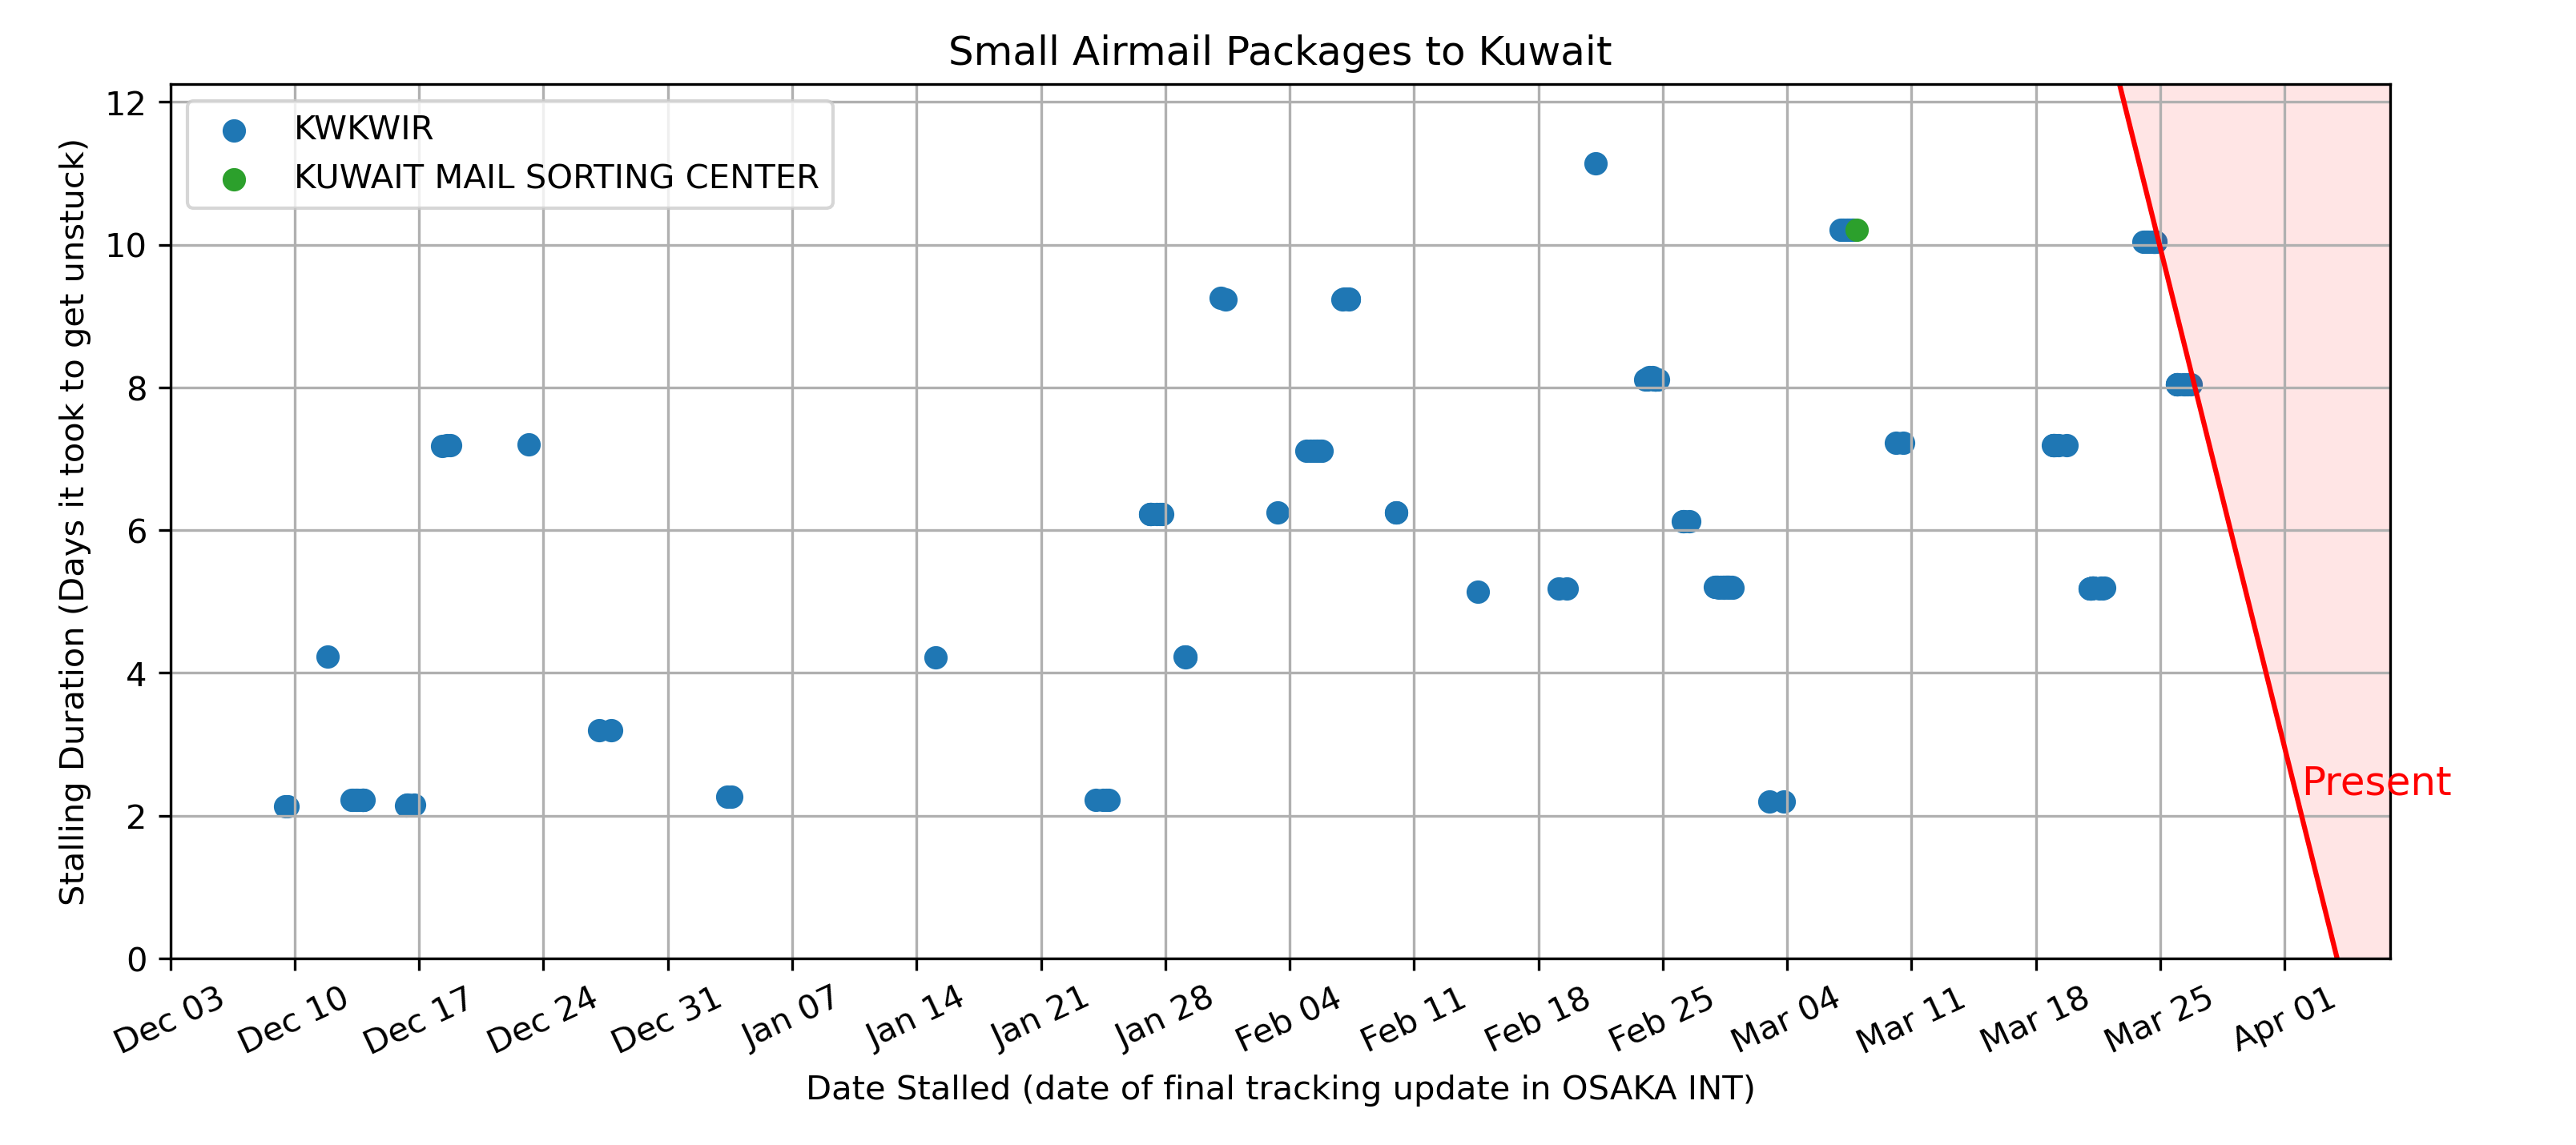 Small Airmail Packages to Kuwait
KWKWIR
KUWAIT MAIL SORTING CENTER
Stalling Duration (Days it took to get unstuck)
12
10
8
6
4
2
0
Present
Dec 03
Dec 10
Dec 17
Dec 24
Dec 31
Jan 07
Jan 14
Jan 21
Jan 28
Feb 04
Feb 11
Feb 18
Feb 25
Mar 04
Mar 11
Mar 18
Mar 25
Apr 01
Date Stalled (date of final tracking update in OSAKA INT)